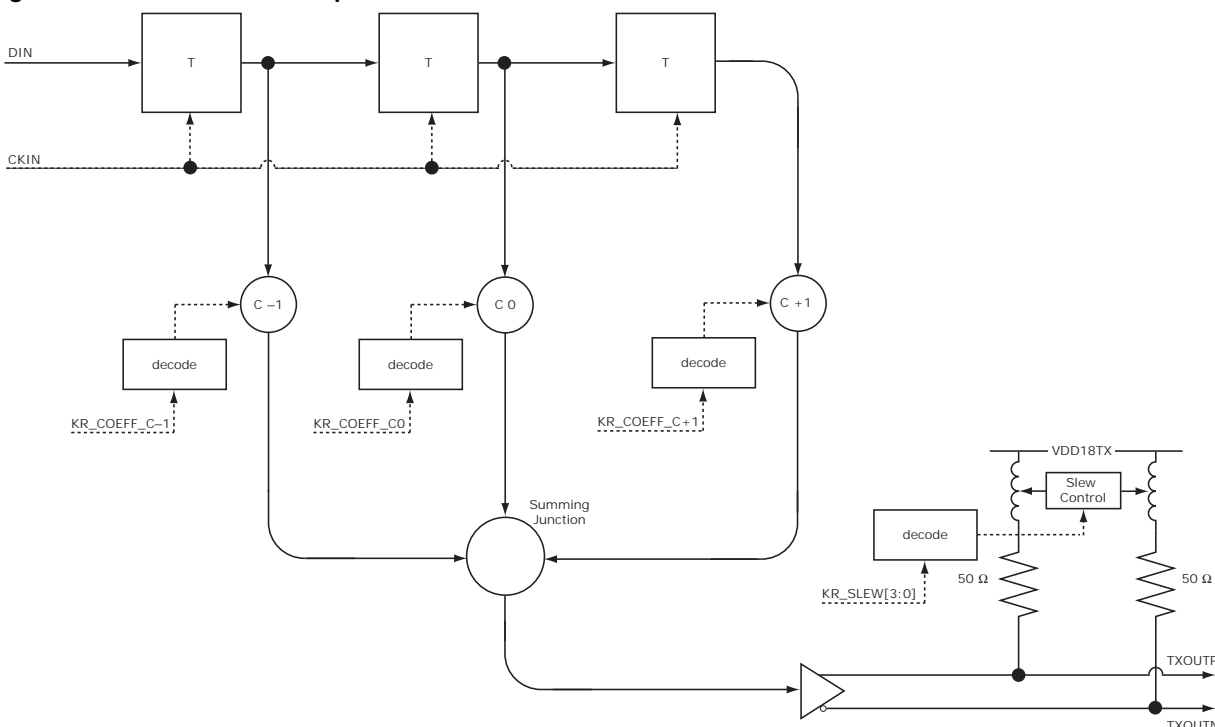 DIN
T
T
T
CKIN
C –1
C 0
C +1
decode
decode
decode
KR_COEFF_C–1
KR_COEFF_C0
KR_COEFF_C+1
VDD18TX
Slew
Control
Summing
Junction
decode
50 Ω
50 Ω
KR_SLEW[3:0]
TXOUTP
TXOUTN